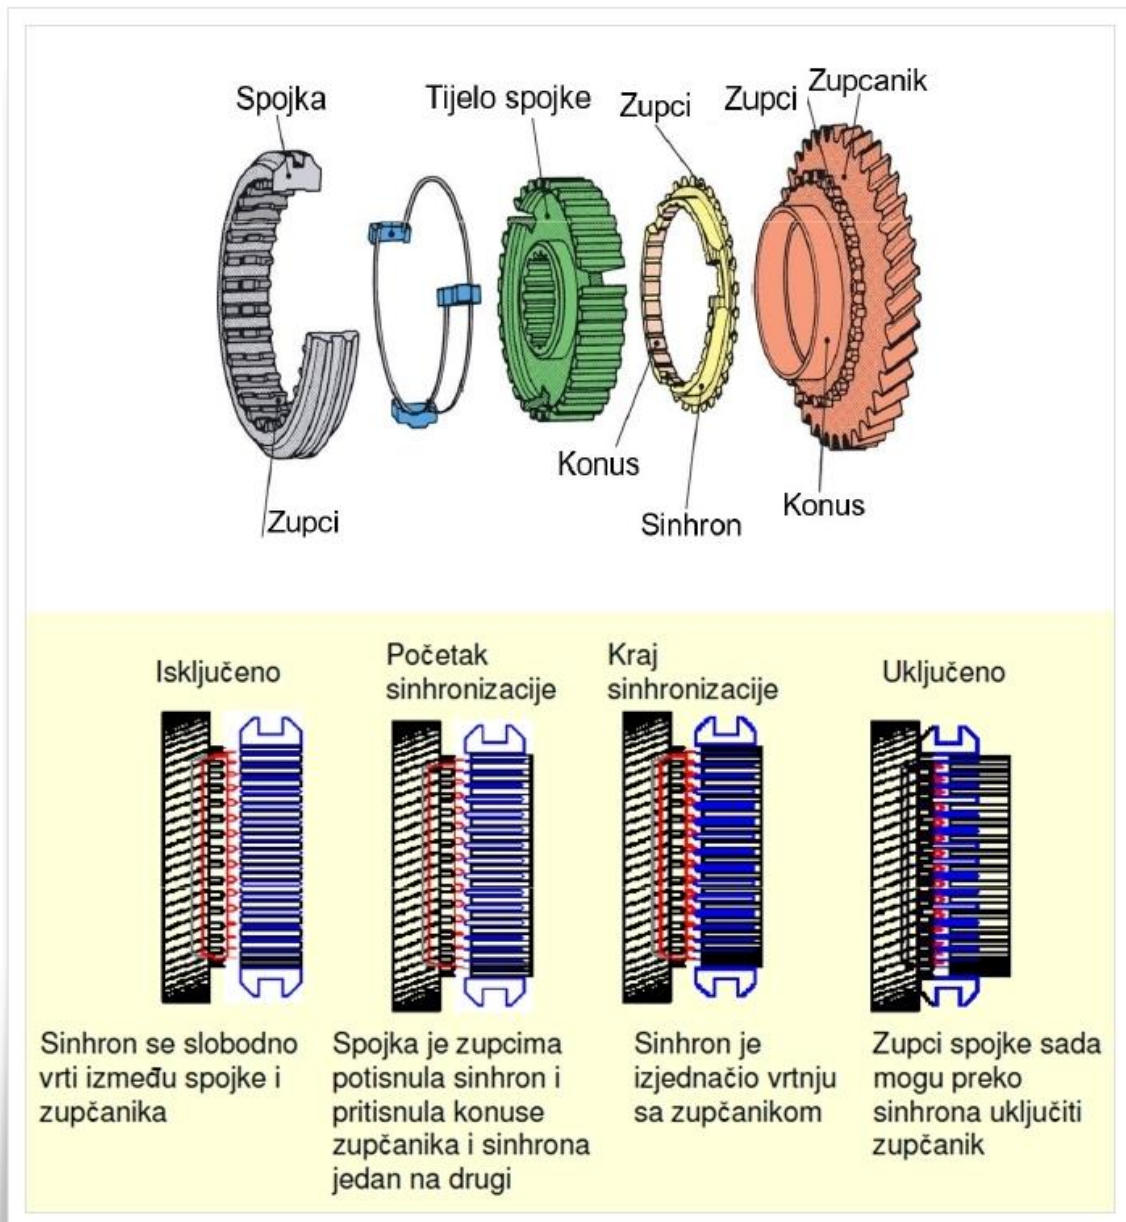 Spojka
Tijelo spojke
Zupci
Zupci
Zupcanik
Konus
Zupci
Sinhron
Konus
Isključeno
Početak
sinhronizacije
Kraj
sinhronizacije
Uključeno
Sinhron se slobodno
vrti između spojke i
zupčanika
Spojka je zupcima
potisnula sinhron i
pritisnula konuse
zupčanika i sinhrona
jedan na drugi
Sinhron je
izjednačio vrtnju
sa zupčanikom
Zupci spojke sada
mogu preko
sinhrona uključiti
zupčanik